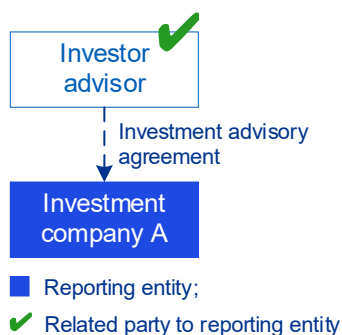 Investor
advisor
Investment advisory
agreement
Investment
company A
Reporting entity;
Related party to reporting entity